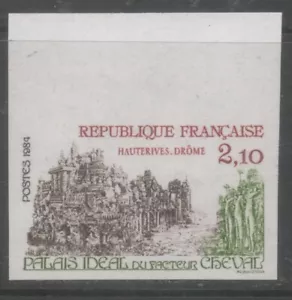 REPUBLIQUE FRANÇAISE
HAUTERIVES. DRÔME
2,10
POSTES 1984
PALAIS IDEAL DU FACTEUR CHEVAL